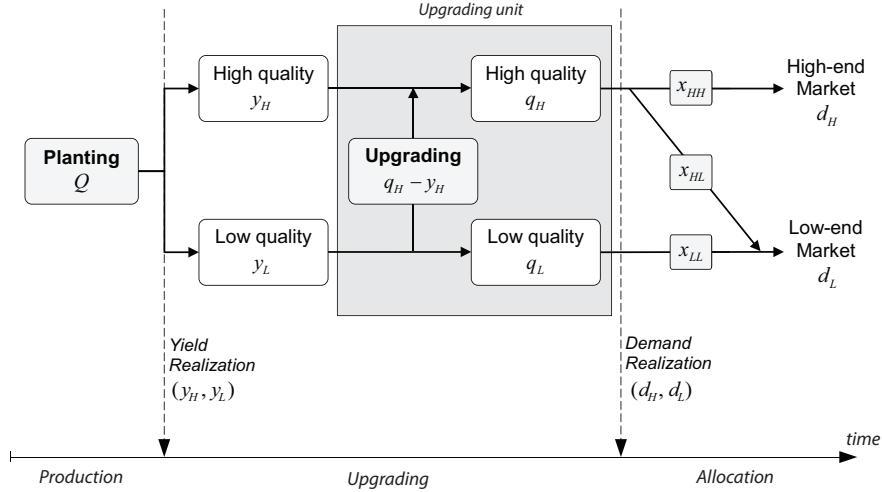 Upgrading unit
High quality
y_H
High quality
q_H
x_HH
High-end
Market
d_H
Planting
Q
Upgrading
q_H − y_H
x_HL
Low quality
y_L
Low quality
q_L
x_LL
Low-end
Market
d_L
Yield
Realization
(y_H, y_L)
Demand
Realization
(d_H, d_L)
time
Production
Upgrading
Allocation